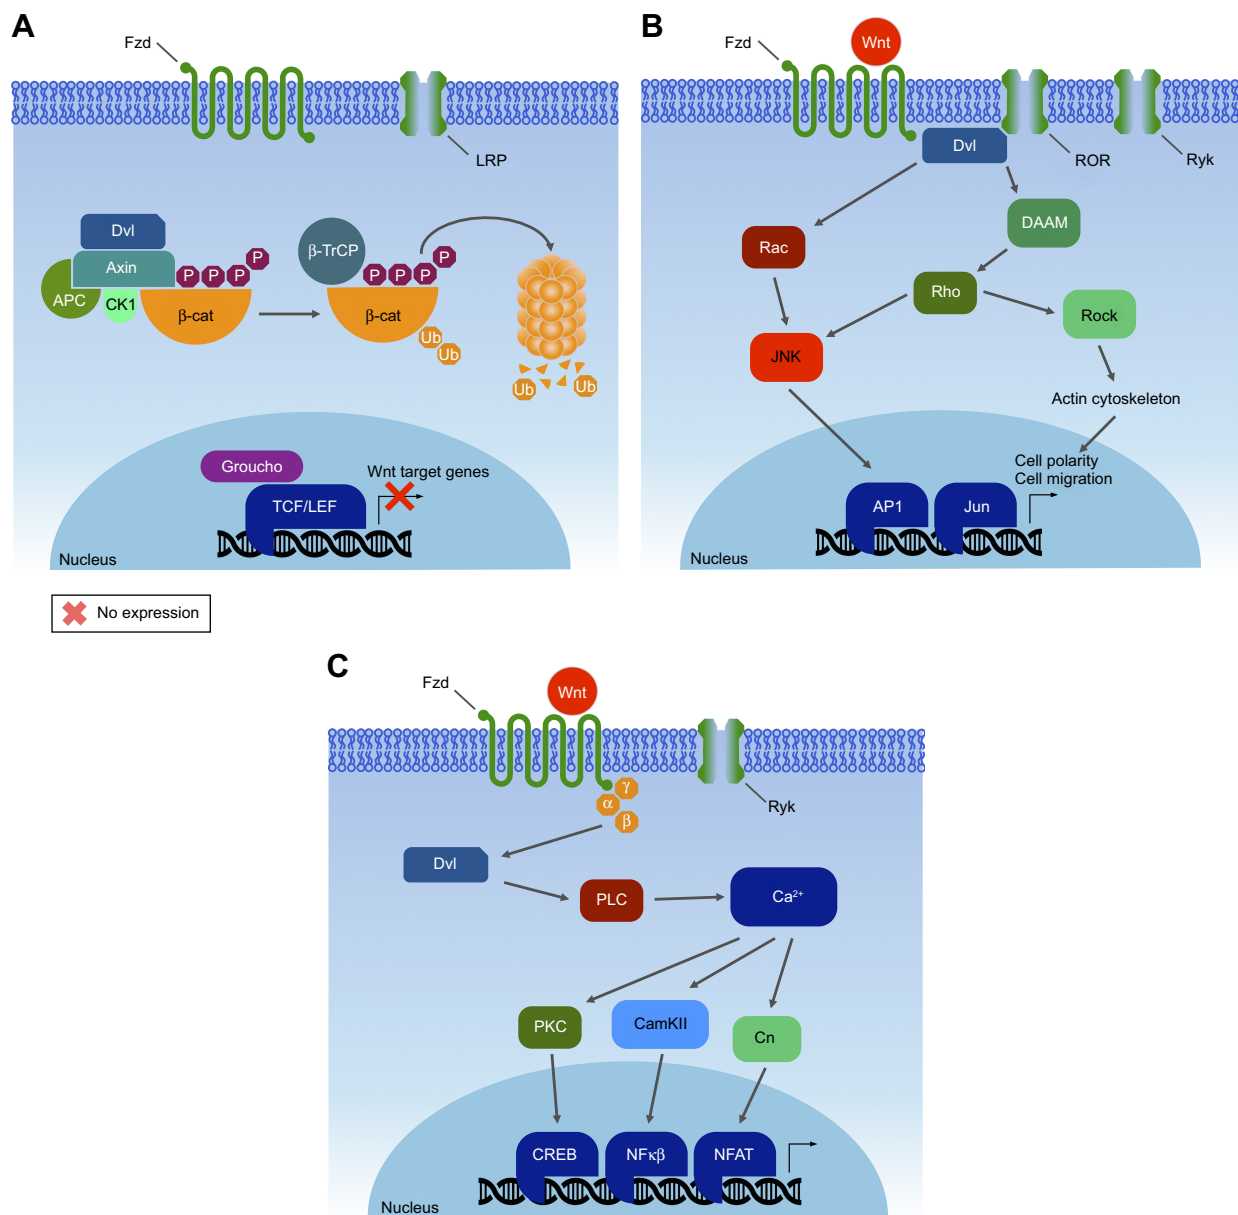 A
Fzd
LRP
Dvl
Axin
APC
CK1
P P P P
β-cat
β-TrCP
P P P P
β-cat
Ub
Ub
Ub Ub
Groucho
TCF/LEF
Wnt target genes
Nucleus
No expression
B
Fzd
Wnt
Dvl
ROR
Ryk
DAAM
Rac
Rho
Rock
JNK
Actin cytoskeleton
Cell polarity
Cell migration
AP1
Jun
Nucleus
C
Fzd
Wnt
Ryk
γ
α
β
Dvl
PLC
Ca²⁺
PKC
CamKII
Cn
CREB
NFκβ
NFAT
Nucleus